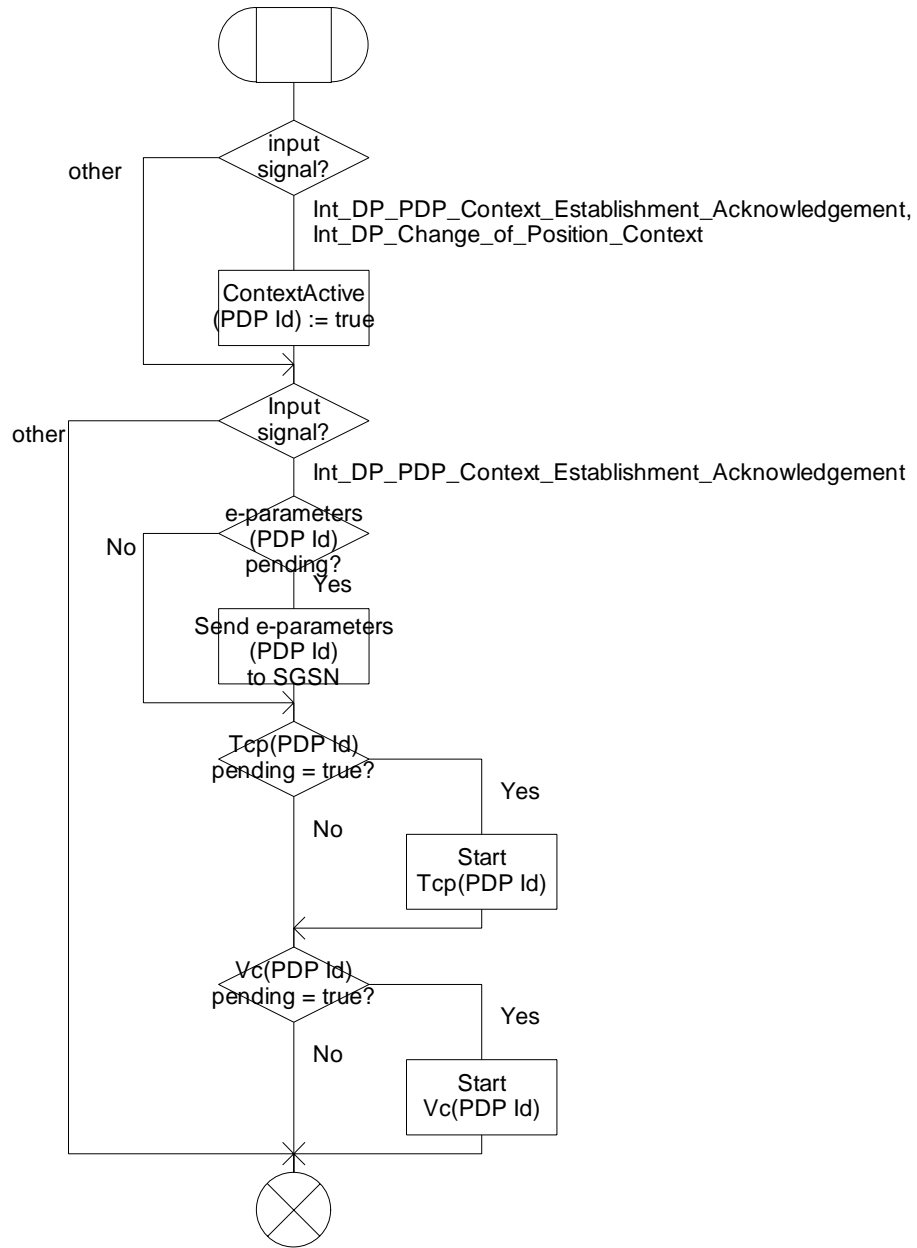 input
signal?
other
Int_DP_PDP_Context_Establishment_Acknowledgement,
Int_DP_Change_of_Position_Context
ContextActive
(PDP Id) := true
Input
signal?
other
Int_DP_PDP_Context_Establishment_Acknowledgement
e-parameters
(PDP Id)
pending?
No
Yes
Send e-parameters
(PDP Id)
to SGSN
Tcp(PDP Id)
pending = true?
Yes
No
Start
Tcp(PDP Id)
Vc(PDP Id)
pending = true?
Yes
No
Start
Vc(PDP Id)